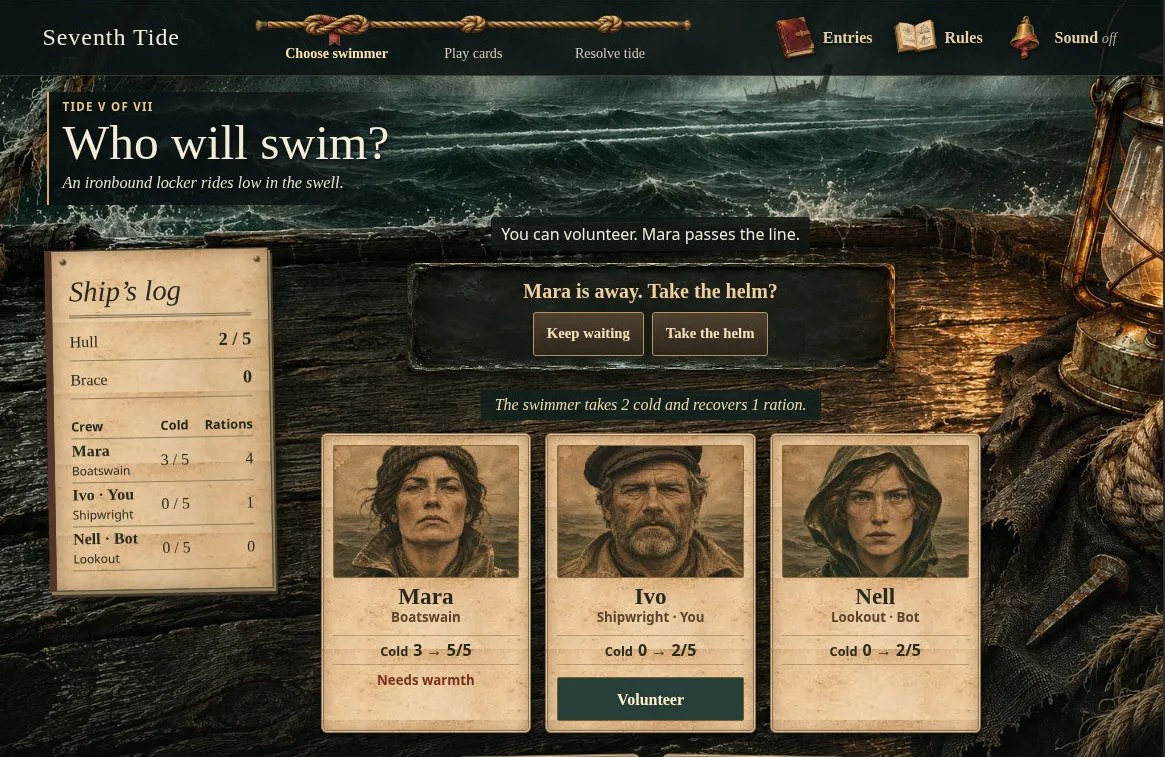 Seventh Tide
Choose swimmer
Play cards
Resolve tide
Entries
Rules
Sound off
TIDE V OF VII
Who will swim?
An ironbound locker rides low in the swell.
You can volunteer. Mara passes the line.
Mara is away. Take the helm?
Keep waiting
Take the helm
Ship’s log
Hull 2 / 5
Brace 0
Crew Cold Rations
Mara 3 / 5 4
Boatswain
Ivo · You 0 / 5 1
Shipwright
Nell · Bot 0 / 5 0
Lookout
The swimmer takes 2 cold and recovers 1 ration.
Mara
Boatswain
Cold 3 → 5/5
Needs warmth
Ivo
Shipwright · You
Cold 0 → 2/5
Volunteer
Nell
Lookout · Bot
Cold 0 → 2/5